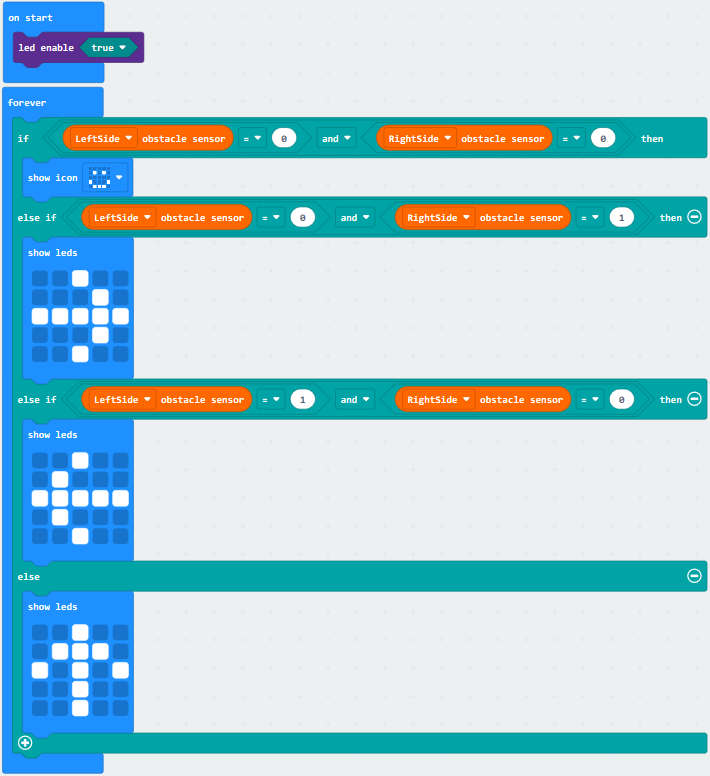 on start
led enable true
forever
if LeftSide obstacle sensor = 0 and RightSide obstacle sensor = 0 then
show icon
else if LeftSide obstacle sensor = 0 and RightSide obstacle sensor = 1 then
show leds
else if LeftSide obstacle sensor = 1 and RightSide obstacle sensor = 0 then
show leds
else
show leds